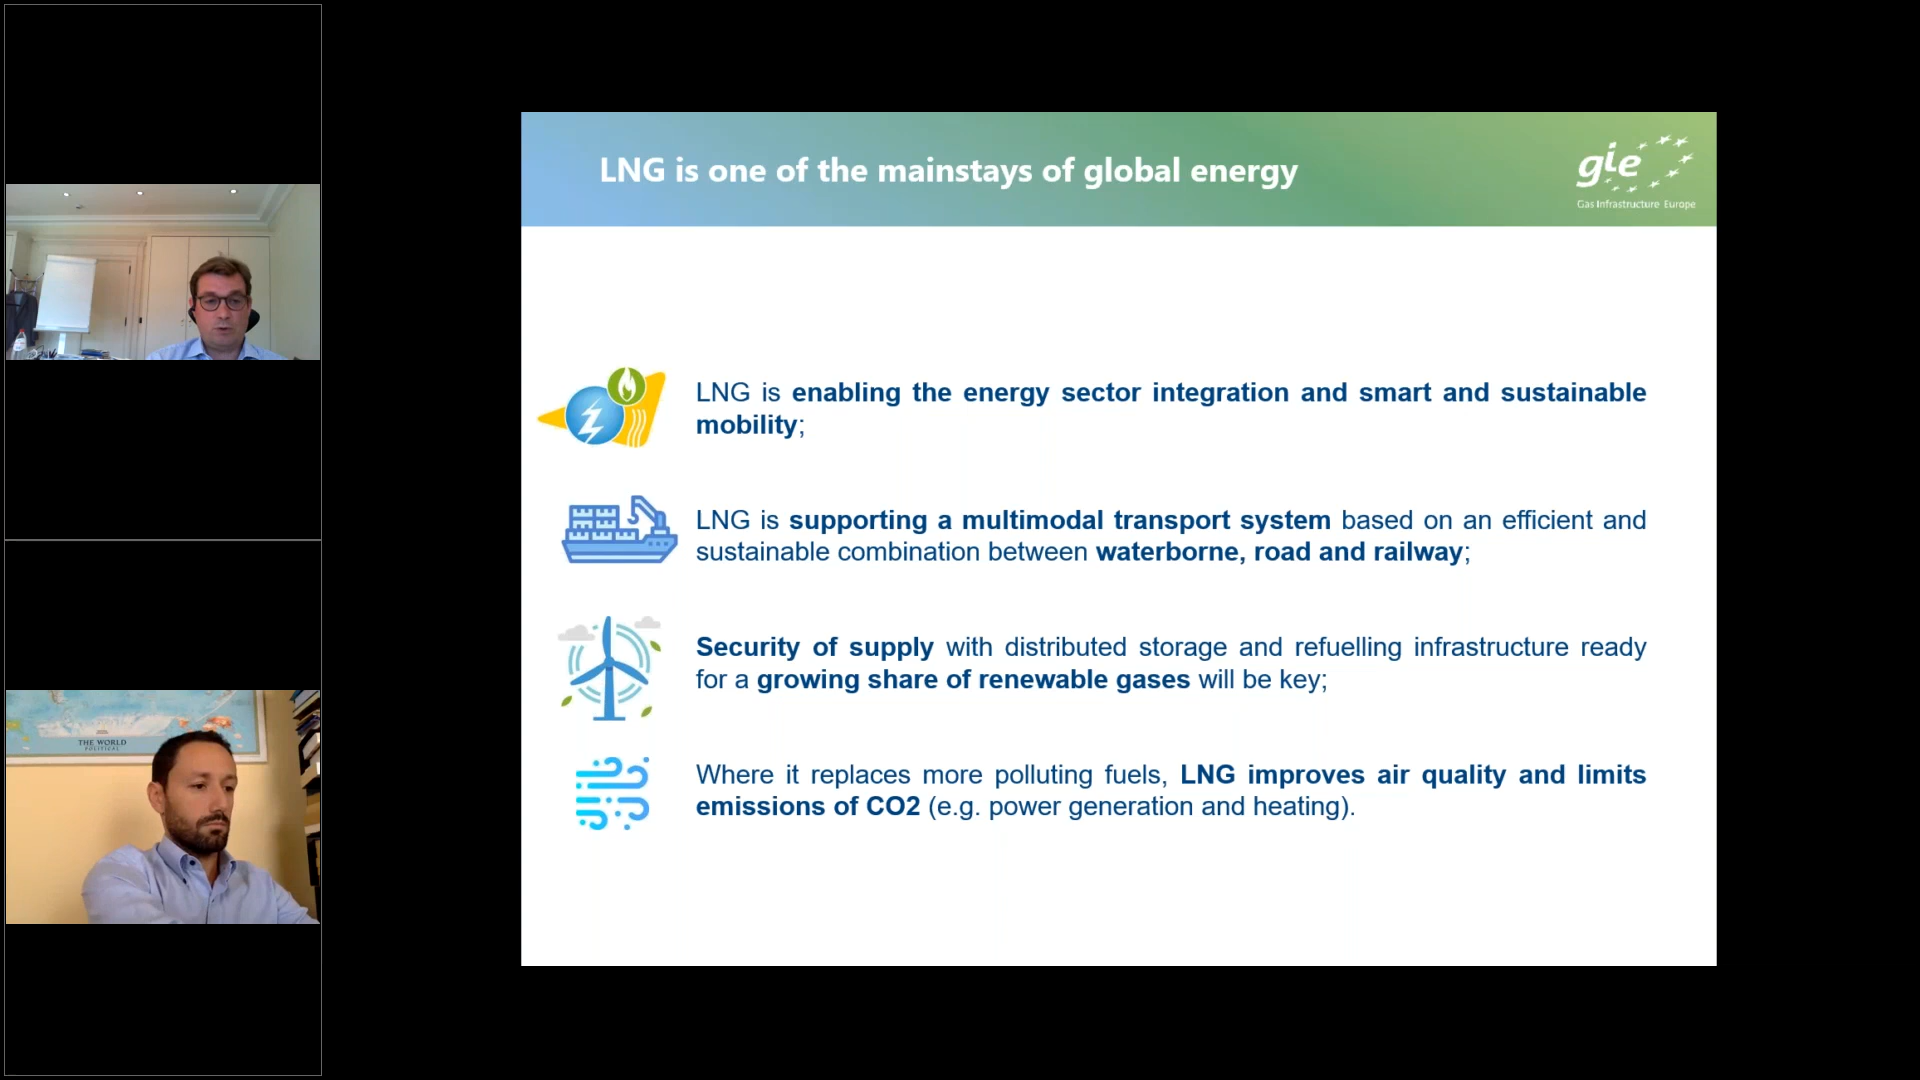 LNG is one of the mainstays of global energy
gie
Gas Infrastructure Europe
LNG is enabling the energy sector integration and smart and sustainable
mobility;
LNG is supporting a multimodal transport system based on an efficient and
sustainable combination between waterborne, road and railway;
Security of supply with distributed storage and refuelling infrastructure ready
for a growing share of renewable gases will be key;
Where it replaces more polluting fuels, LNG improves air quality and limits
emissions of CO2 (e.g. power generation and heating).
THE WORLD
POLITICAL